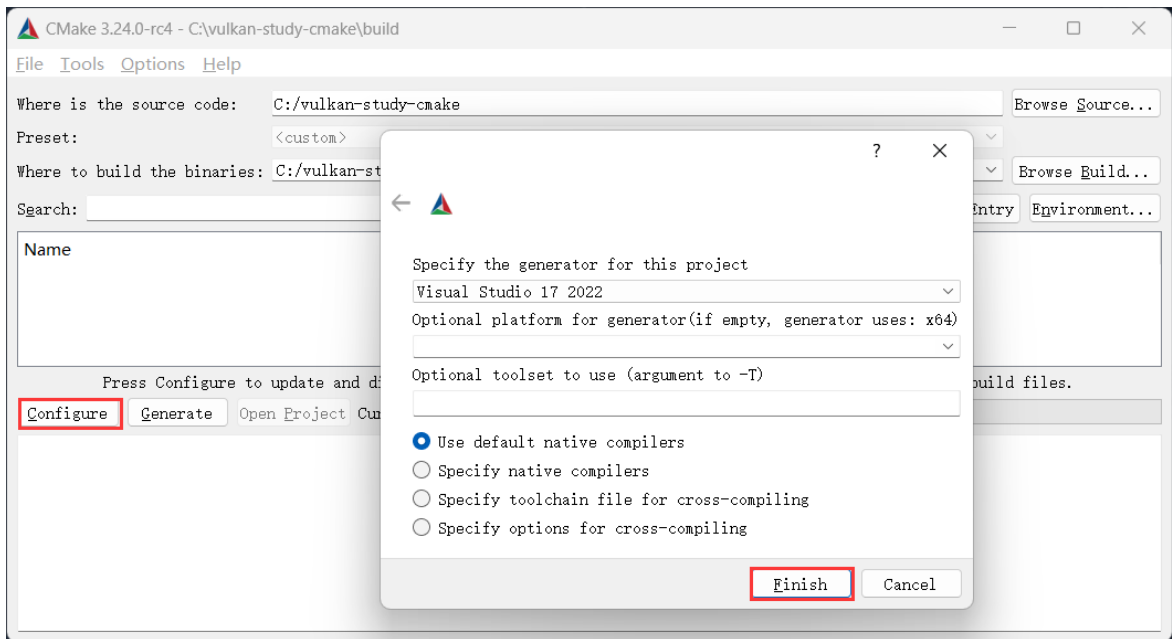 CMake 3.24.0-rc4 - C:\vulkan-study-cmake\build
File Tools Options Help
Where is the source code: C:/vulkan-study-cmake Browse Source...
Preset: <custom>
Where to build the binaries: C:/vulkan-st Browse Build...
Search: Entry Environment...
Name
?
Specify the generator for this project
Visual Studio 17 2022
Optional platform for generator(if empty, generator uses: x64)
Optional toolset to use (argument to -T)
Press Configure to update and di build files.
Configure Generate Open Project Cur
Use default native compilers
Specify native compilers
Specify toolchain file for cross-compiling
Specify options for cross-compiling
Finish Cancel